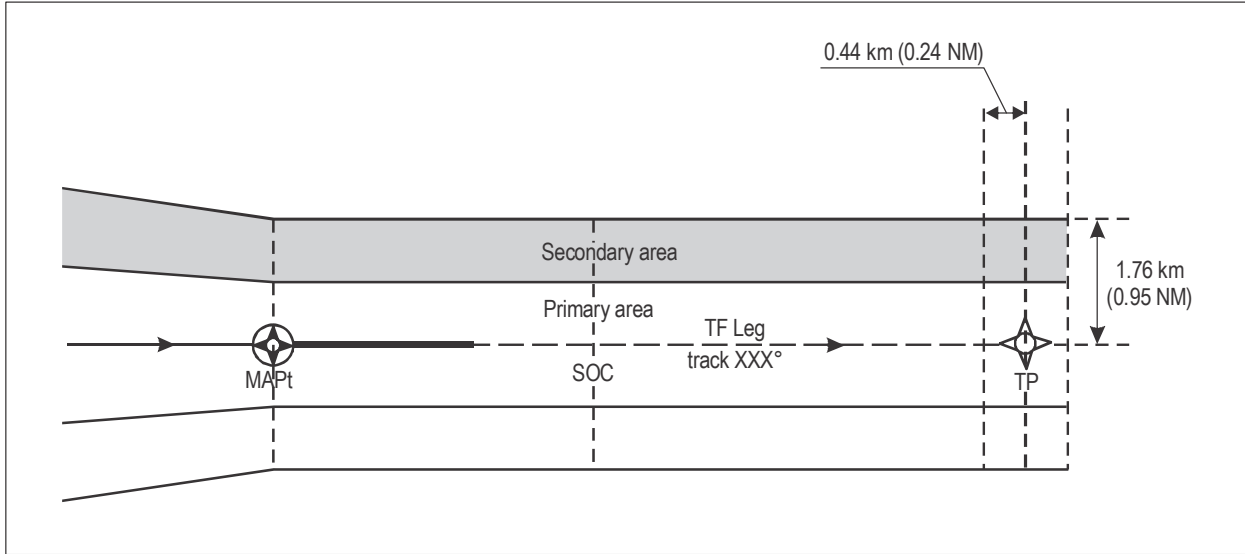 0.44 km (0.24 NM)
Secondary area
1.76 km
(0.95 NM)
Primary area
TF Leg
track XXX°
MAPt
SOC
TP